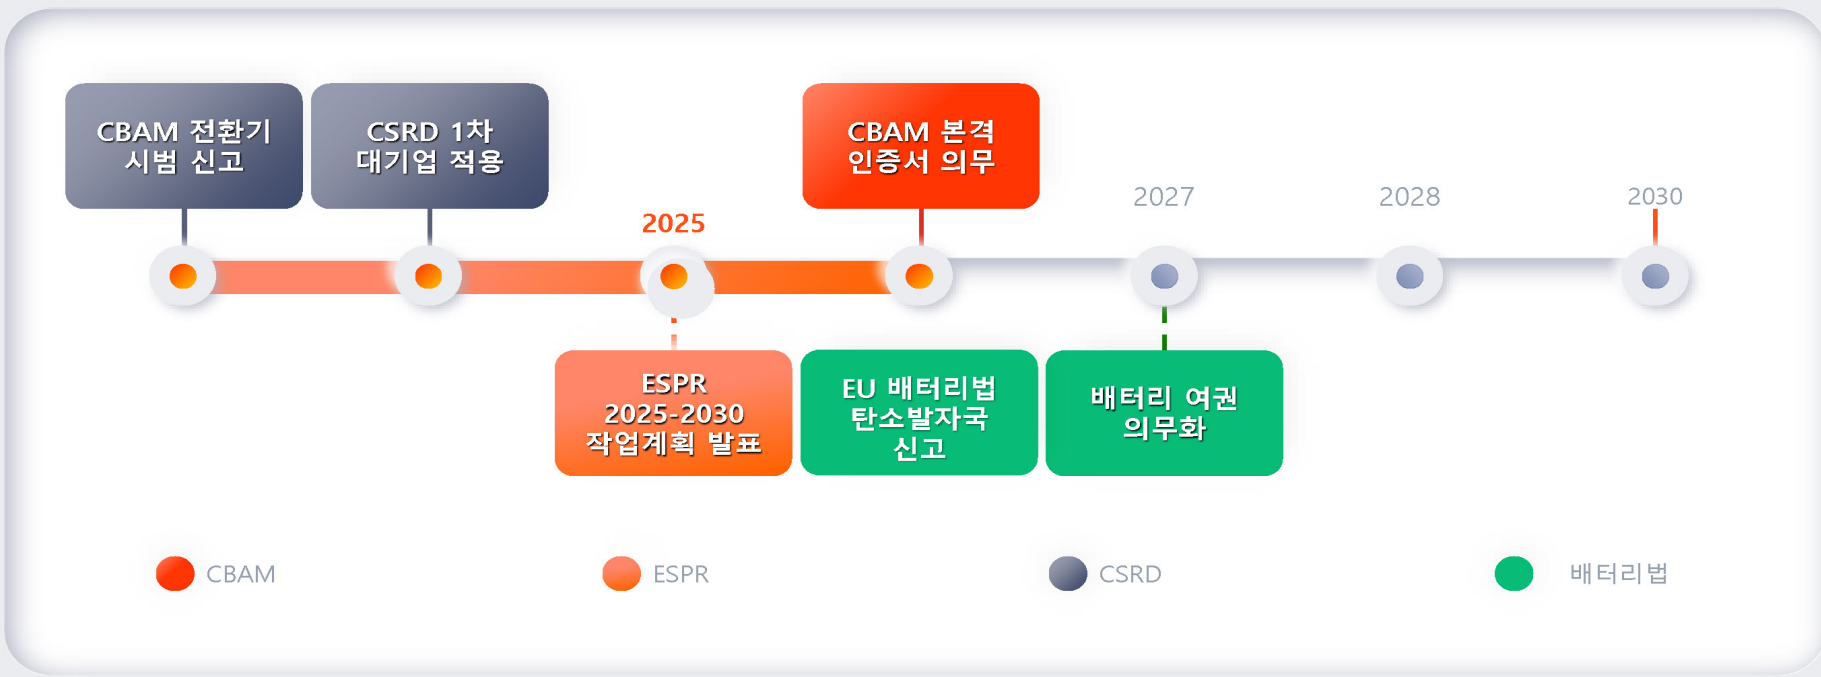 CBAM 전환기
시범 신고
CSRD 1차
대기업 적용
CBAM 본격
인증서 의무
2025
2027
2028
2030
ESPR
2025-2030
작업계획 발표
EU 배터리법
탄소발자국
신고
배터리 여권
의무화
CBAM
ESPR
CSRD
배터리법